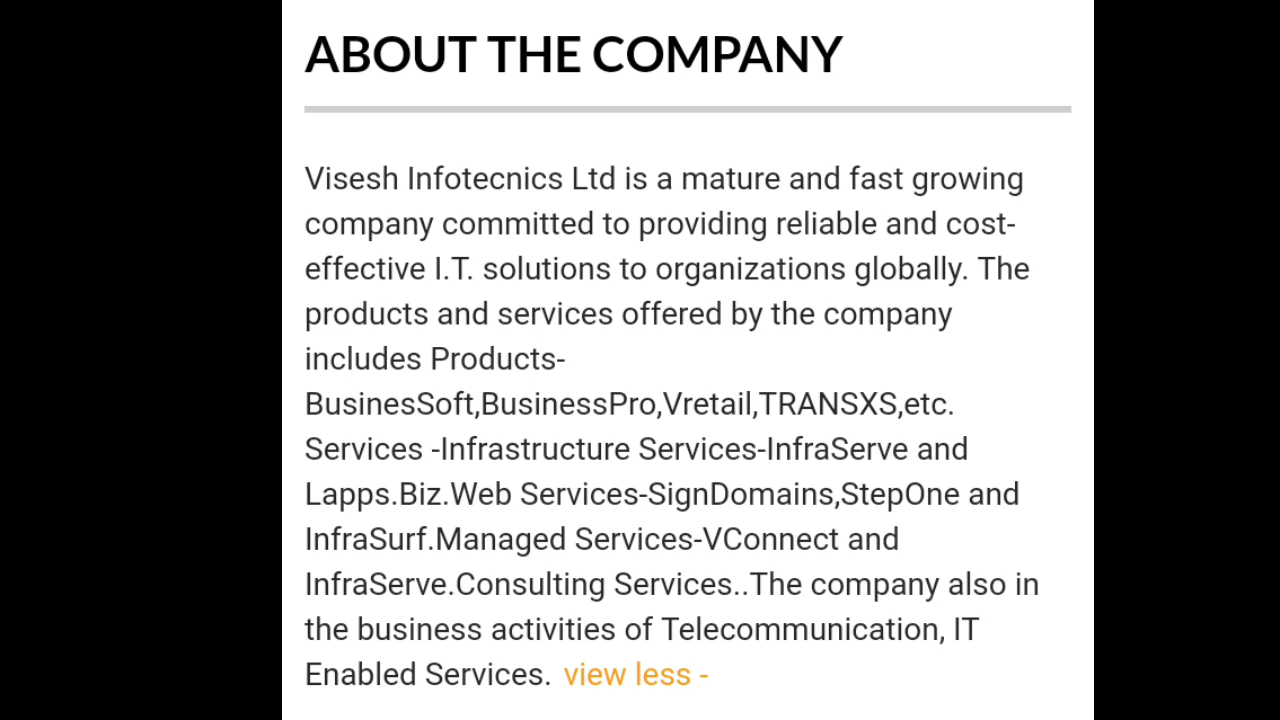 ABOUT THE COMPANY
Visesh Infotecnics Ltd is a mature and fast growing
company committed to providing reliable and cost-
effective I.T. solutions to organizations globally. The
products and services offered by the company
includes Products-
BusinesSoft,BusinessPro,Vretail,TRANSXS,etc.
Services -Infrastructure Services-InfraServe and
Lapps.Biz.Web Services-SignDomains,StepOne and
InfraSurf.Managed Services-VConnect and
InfraServe.Consulting Services..The company also in
the business activities of Telecommunication, IT
Enabled Services. view less -